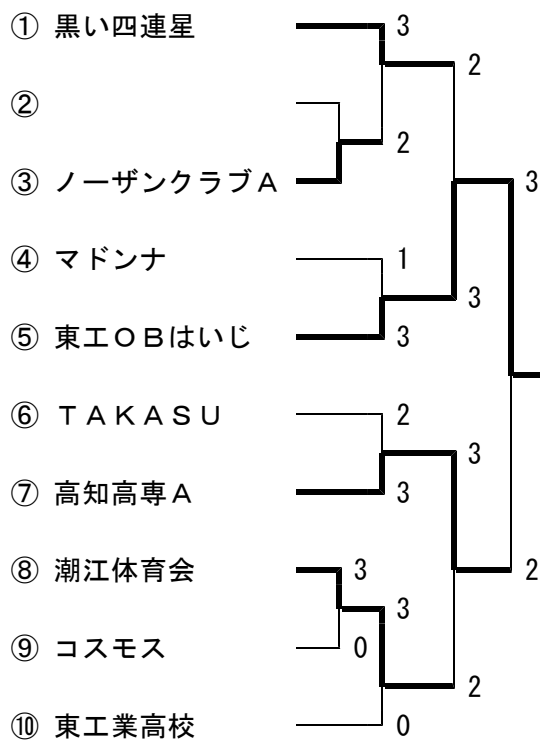 ① 黒い四連星 3
2
②
2
③ ノーザンクラブA 3
④ マドンナ 1
3
⑤ 東工OBはいじ 3
⑥ TAKASU 2
3
⑦ 高知高専A 3
⑧ 潮江体育会 3 2
3
⑨ コスモス 0
2
⑩ 東工業高校 0